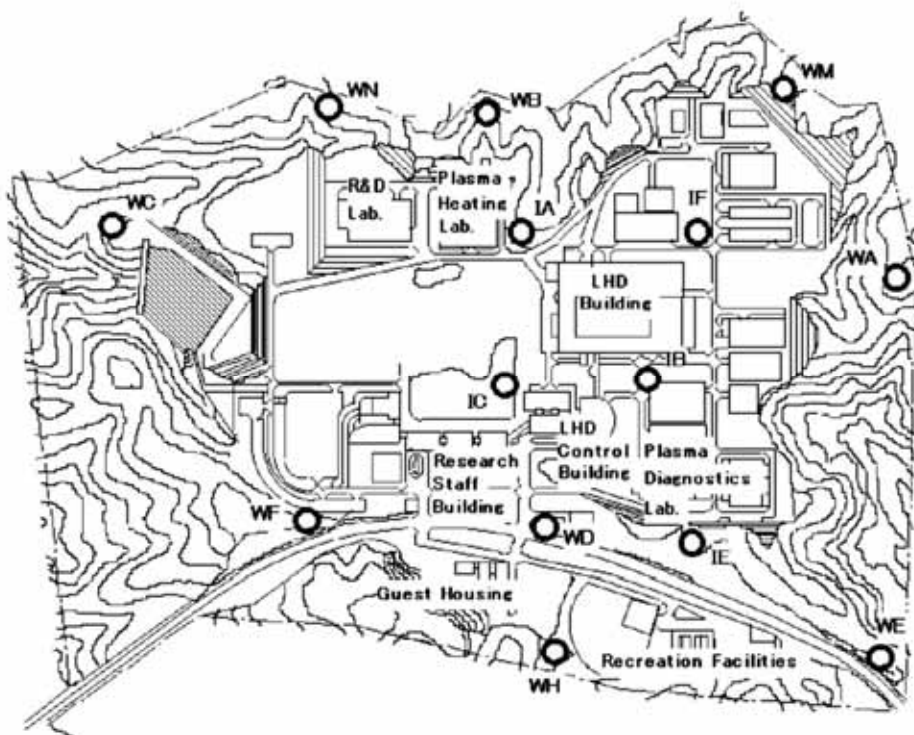 WM
WN
WB
R&D
Lab.
Plasma
Heating
Lab.
IA
IF
WC
WA
LHD
Building
IB
IC
LHD
Control
Building
Plasma
Diagnostics
Lab.
Research
Staff
Building
WF
WD
IE
Guest Housing
WE
Recreation Facilities
WH